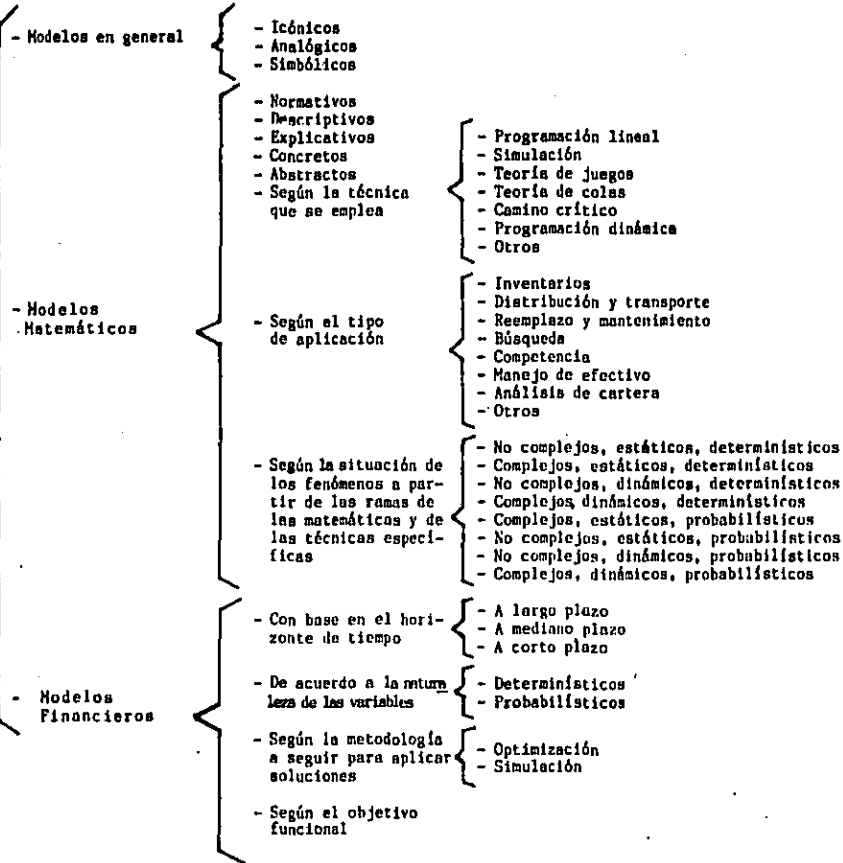 - Modelos en general
- Icónicos
- Analógicos
- Simbólicos
- Modelos
Matemáticos
- Normativos
- Descriptivos
- Explicativos
- Concretos
- Abstractos
- Según la técnica
que se emplea
- Programación lineal
- Simulación
- Teoría de juegos
- Teoría de colas
- Camino crítico
- Programación dinámica
- Otros
- Según el tipo
de aplicación
- Inventarios
- Distribución y transporte
- Reemplazo y mantenimiento
- Búsqueda
- Competencia
- Manejo de efectivo
- Análisis de cartera
- Otros
- Según la situación de
los fenómenos a par-
tir de las ramas de
las matemáticas y de
las técnicas especí-
ficas
- No complejos, estáticos, determinísticos
- Complejos, estáticos, determinísticos
- No complejos, dinámicos, determinísticos
- Complejos, dinámicos, determinísticos
- Complejos, estáticos, probabilísticos
- No complejos, estáticos, probabilísticos
- No complejos, dinámicos, probabilísticos
- Complejos, dinámicos, probabilísticos
- Modelos
Financieros
- Con base en el hori-
zonte de tiempo
- A largo plazo
- A mediano plazo
- A corto plazo
- De acuerdo a la natura
leza de las variables
- Determinísticos
- Probabilísticos
- Según la metodología
a seguir para aplicar
soluciones
- Optimización
- Simulación
- Según el objetivo
funcional